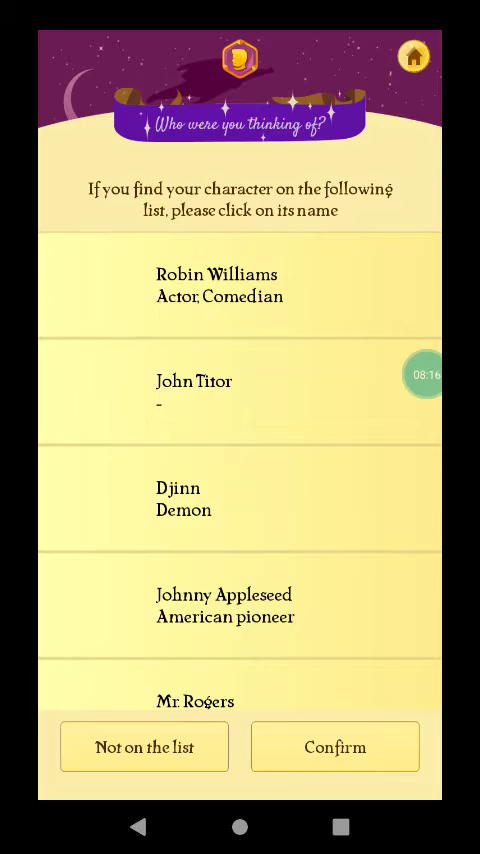 Who were you thinking of?
If you find your character on the following
list, please click on its name
Robin Williams
Actor, Comedian
John Titor
-
08:16
Djinn
Demon
Johnny Appleseed
American pioneer
Mr. Rogers
Not on the list
Confirm